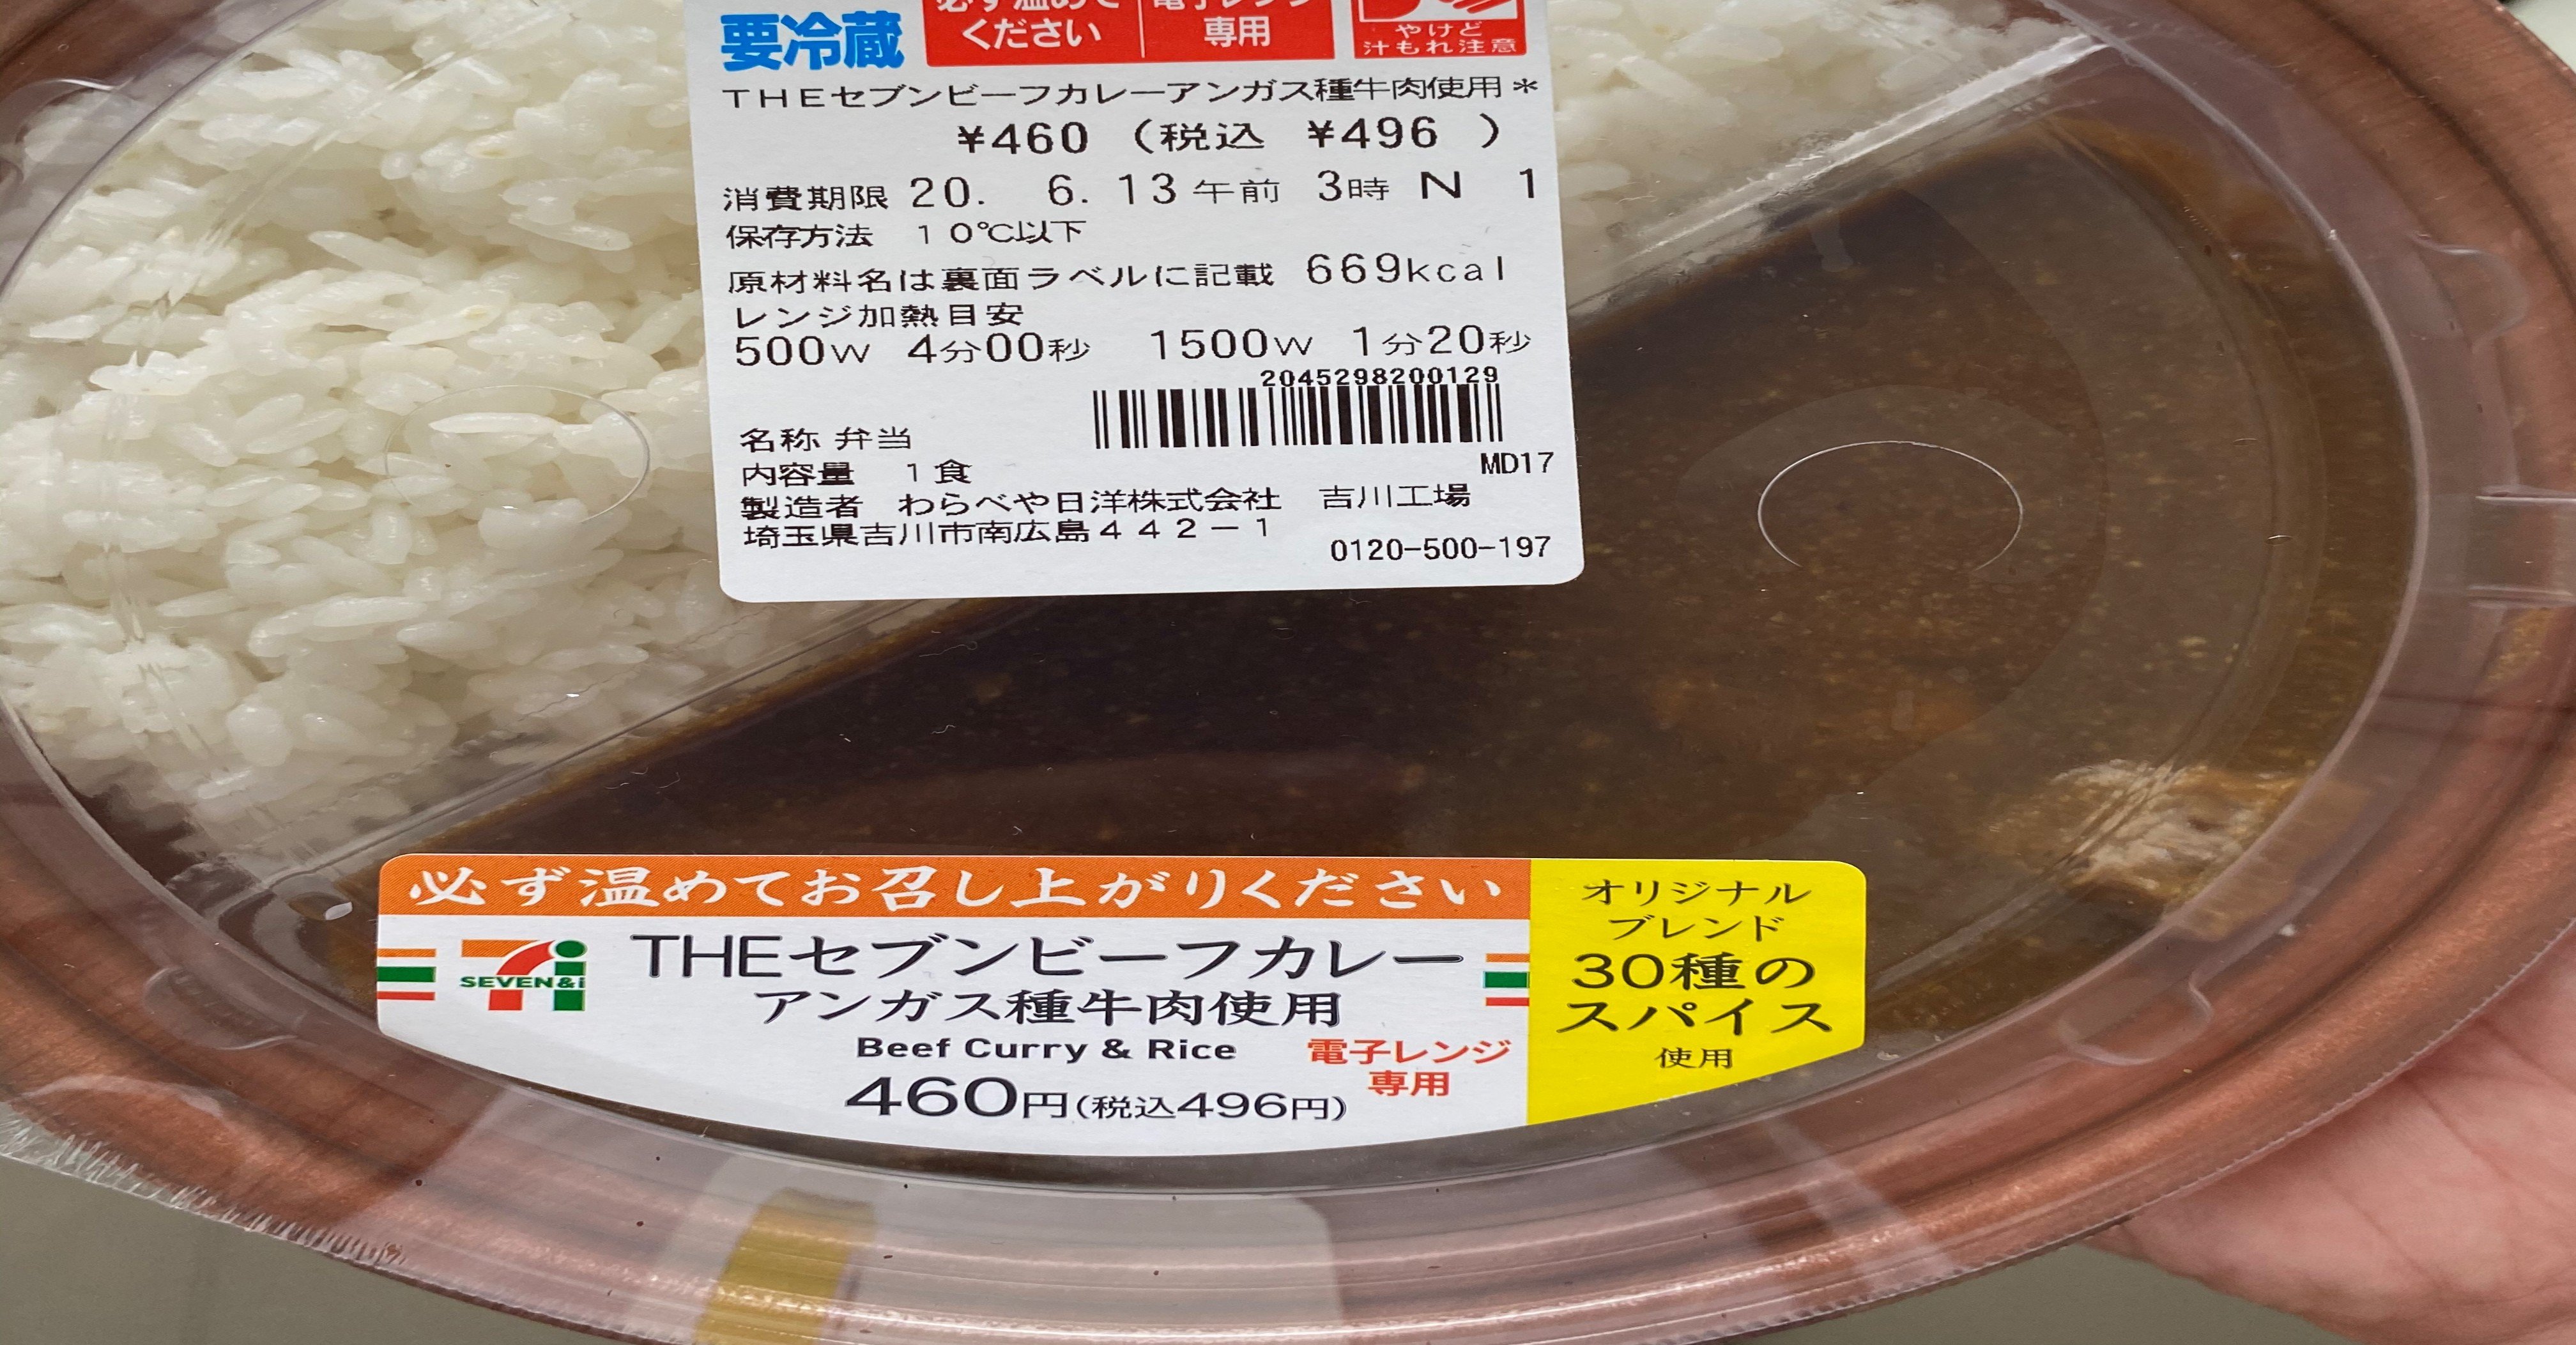 要冷蔵
必ず温めて
ください
電子レンジ
専用
やけど
汁もれ注意
THEセブンビーフカレーアンガス種牛肉使用＊
¥460 (税込 ¥496 )
消費期限 20. 6. 13 午前 3時 N 1
保存方法 10℃以下
原材料名は裏面ラベルに記載 669kcal
レンジ加熱目安
500W 4分00秒 1500W 1分20秒
2045298200129
名称 弁当
内容量 1食
MD17
製造者 わらべや日洋株式会社 吉川工場
埼玉県吉川市南広島442-1
0120-500-197
必ず温めてお召し上がりください
SEVEN&i
THEセブンビーフカレー
アンガス種牛肉使用
Beef Curry & Rice
電子レンジ
専用
460円(税込496円)
オリジナル
ブレンド
30種の
スパイス
使用